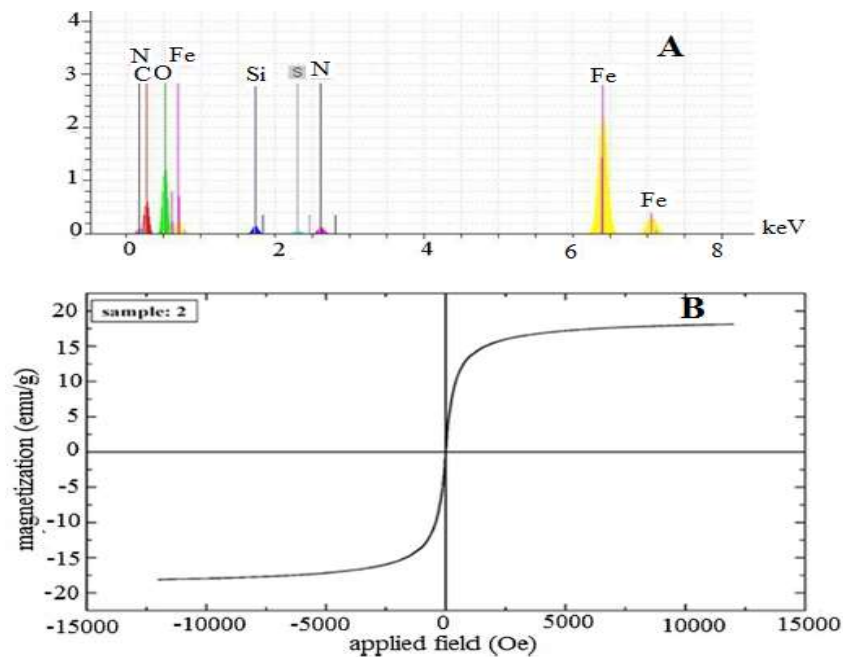 4
A
N
Fe
C O
Si
S
N
Fe
3
2
Fe
1
0
keV
0
2
4
6
8
20
sample: 2
B
15
10
5
0
-5
-10
-15
-20
magnetization (emu/g)
-15000
-10000
-5000
0
5000
10000
15000
applied field (Oe)